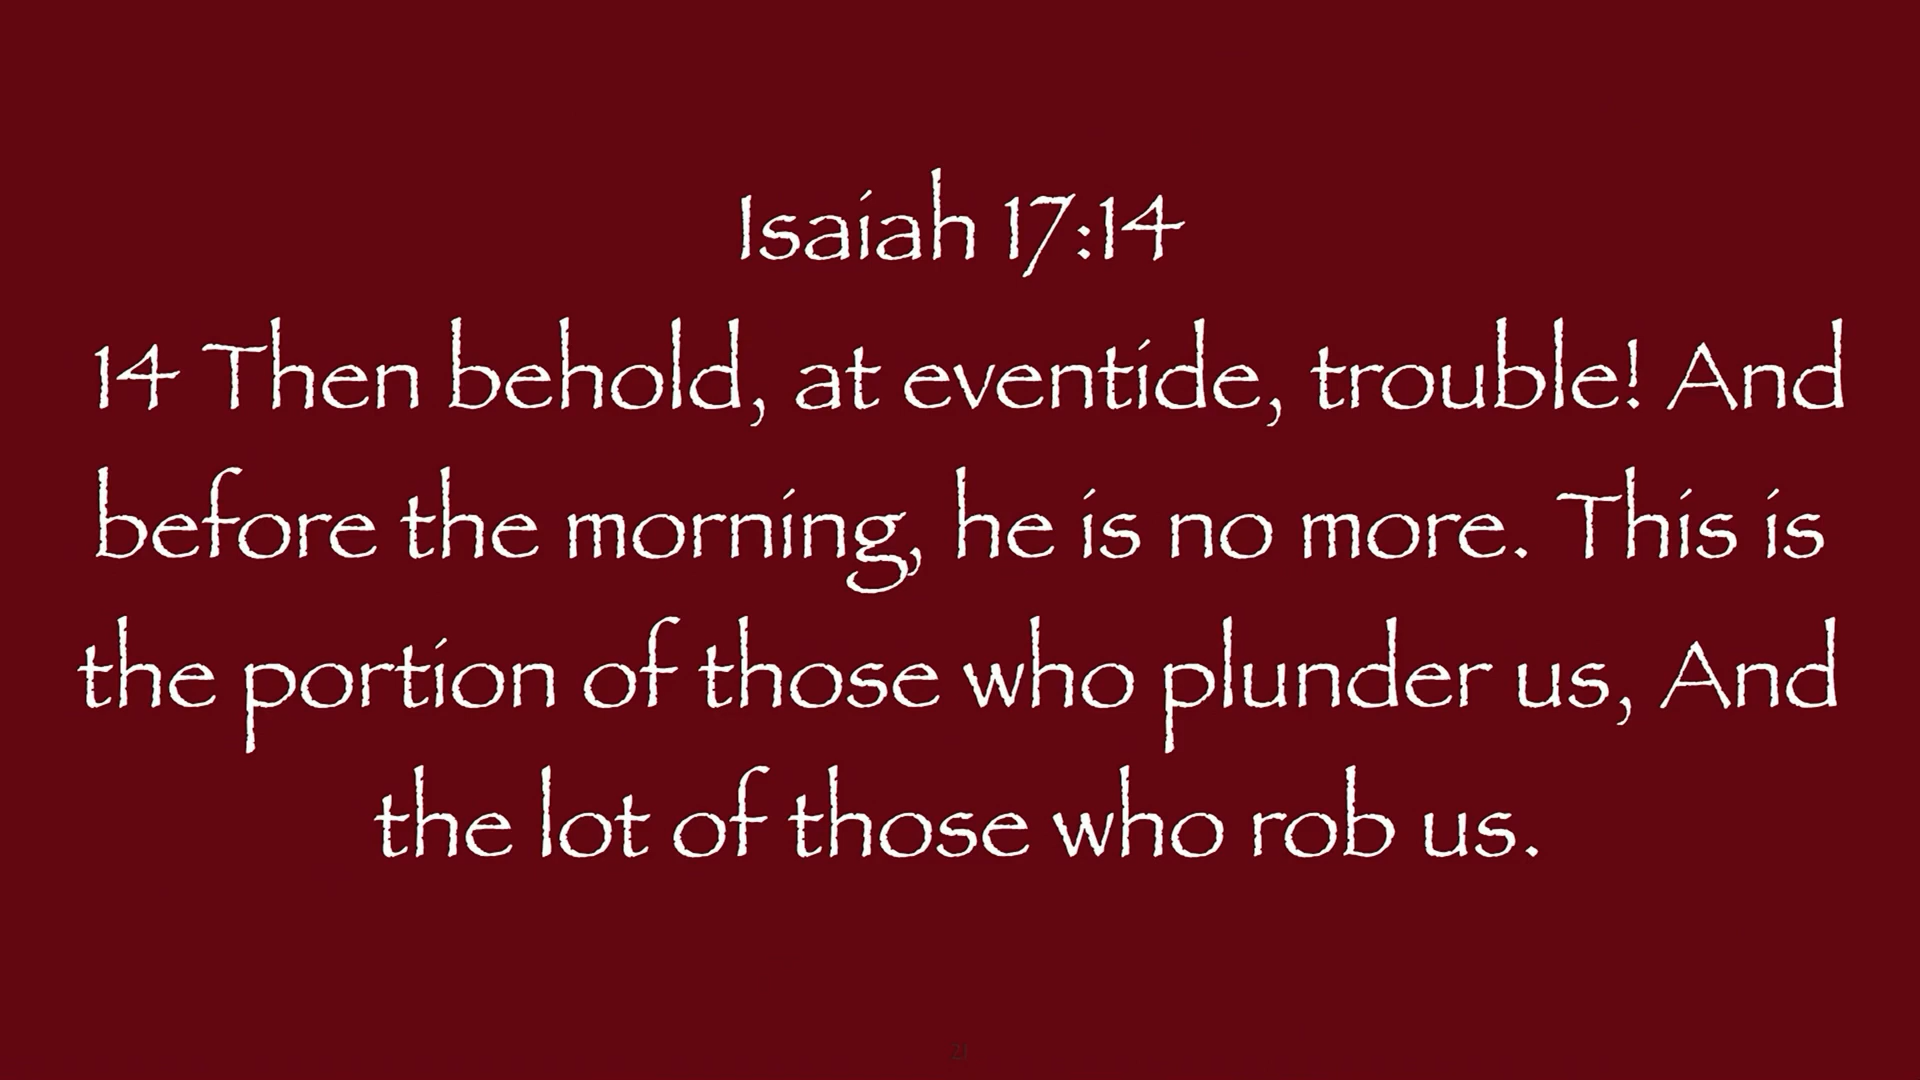 Isaiah 17:14
14 Then behold, at eventide, trouble! And
before the morning, he is no more. This is
the portion of those who plunder us, And
the lot of those who rob us.
21